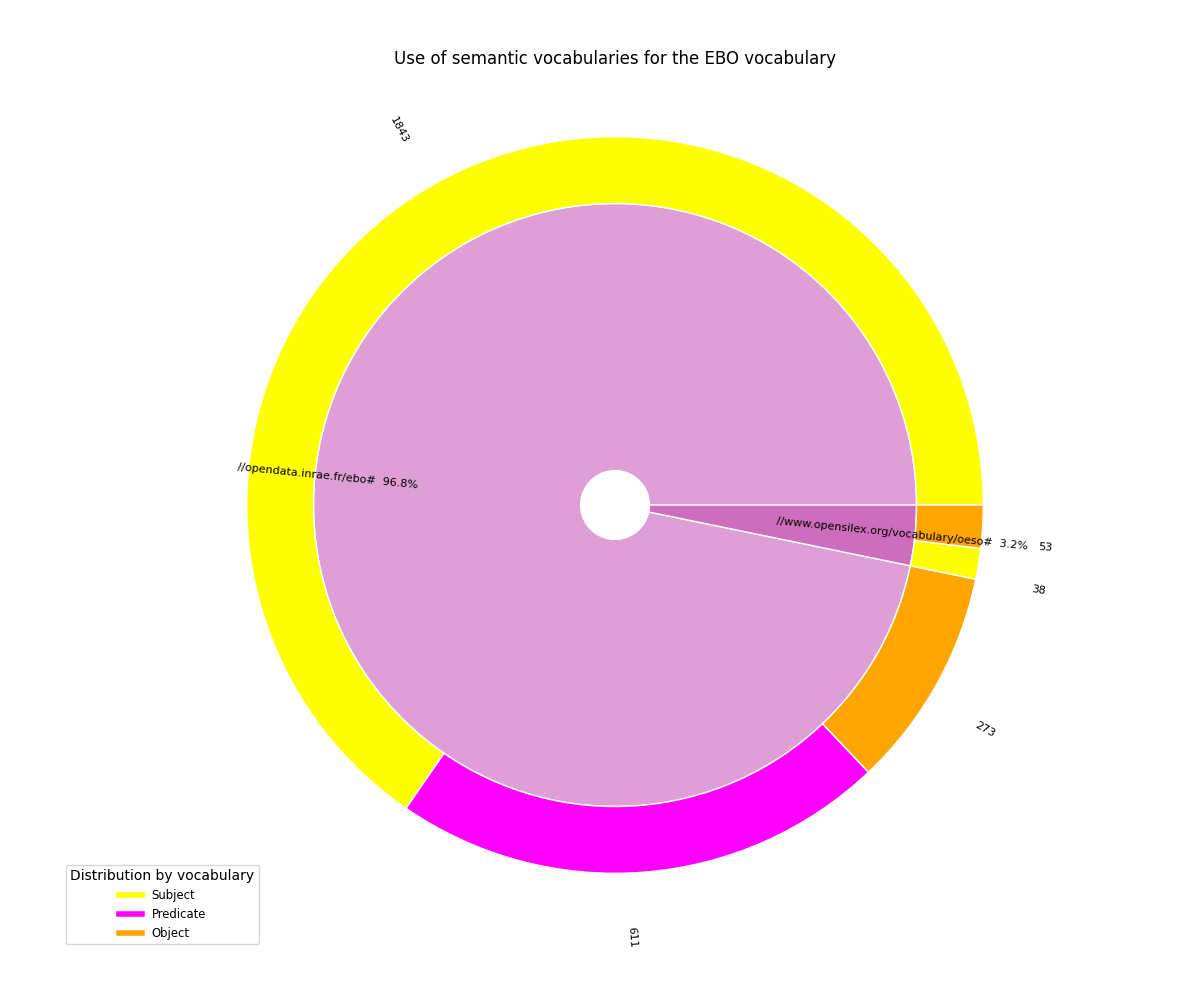 Use of semantic vocabularies for the EBO vocabulary
1843
//opendata.inrae.fr/ebo#  96.8%
//www.opensilex.org/vocabulary/oeso#  3.2%
53
38
273
611
Distribution by vocabulary
Subject
Predicate
Object